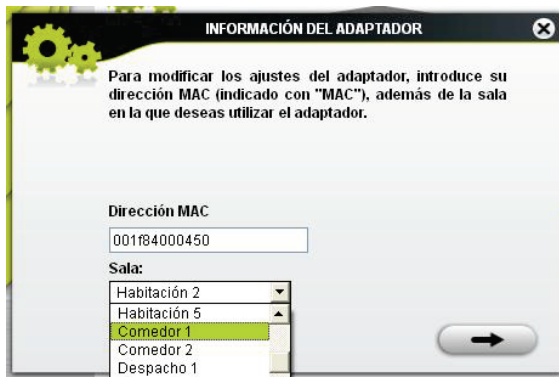 INFORMACIÓN DEL ADAPTADOR
Para modificar los ajustes del adaptador, introduce su
dirección MAC (indicado con "MAC"), además de la sala
en la que deseas utilizar el adaptador.
Dirección MAC
001f84000450
Sala:
Habitación 2
Habitación 5
Comedor 1
Comedor 2
Despacho 1